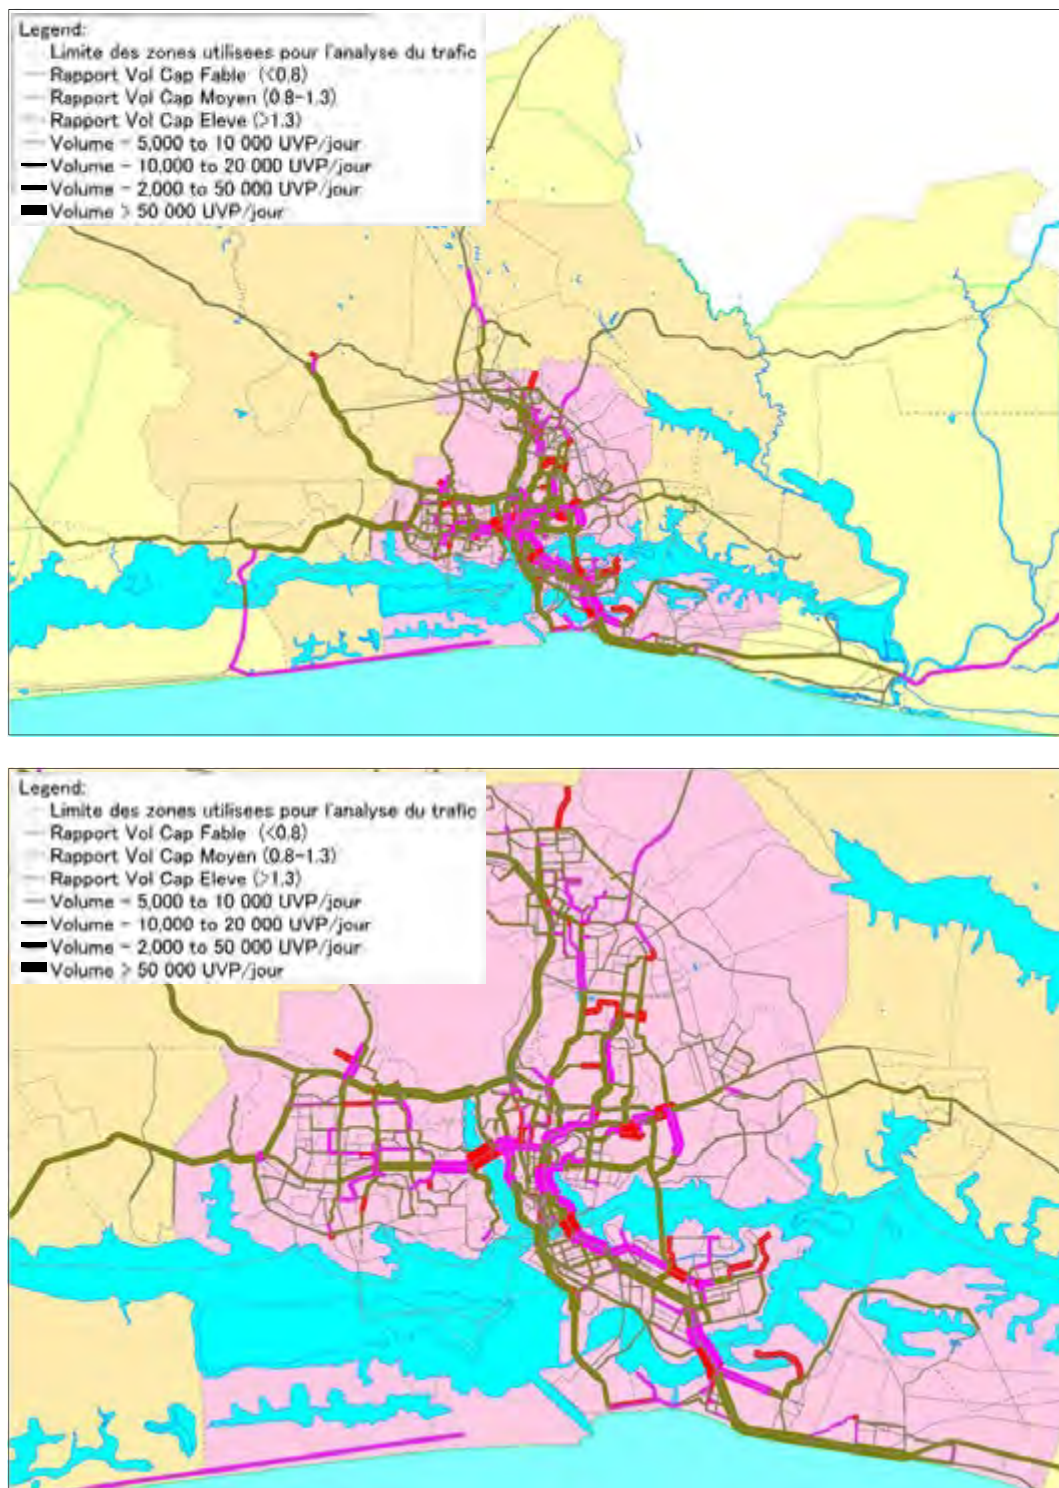 Legend:
Limite des zones utilisees pour l'analyse du trafic
Rapport Vol Cap Fable (<0.8)
Rapport Vol Cap Moyen (0.8-1.3)
Rapport Vol Cap Eleve (>1.3)
Volume - 5,000 to 10 000 UVP/jour
Volume - 10,000 to 20 000 UVP/jour
Volume - 2,000 to 50 000 UVP/jour
Volume > 50 000 UVP/jour
Legend:
Limite des zones utilisees pour l'analyse du trafic
Rapport Vol Cap Fable (<0.8)
Rapport Vol Cap Moyen (0.8-1.3)
Rapport Vol Cap Eleve (>1.3)
Volume - 5,000 to 10 000 UVP/jour
Volume - 10,000 to 20 000 UVP/jour
Volume - 2,000 to 50 000 UVP/jour
Volume > 50 000 UVP/jour